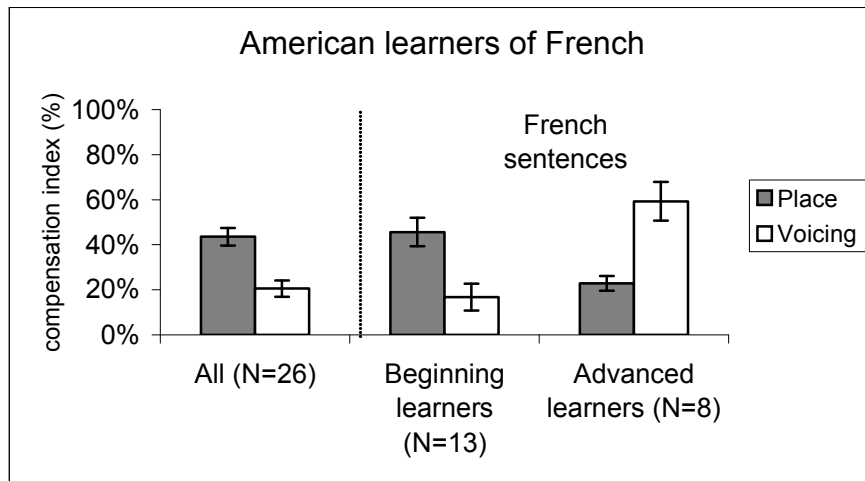 American learners of French
compensation index (%)
100%
80%
60%
40%
20%
0%
French
sentences
Place
Voicing
All (N=26)
Beginning
learners
(N=13)
Advanced
learners (N=8)